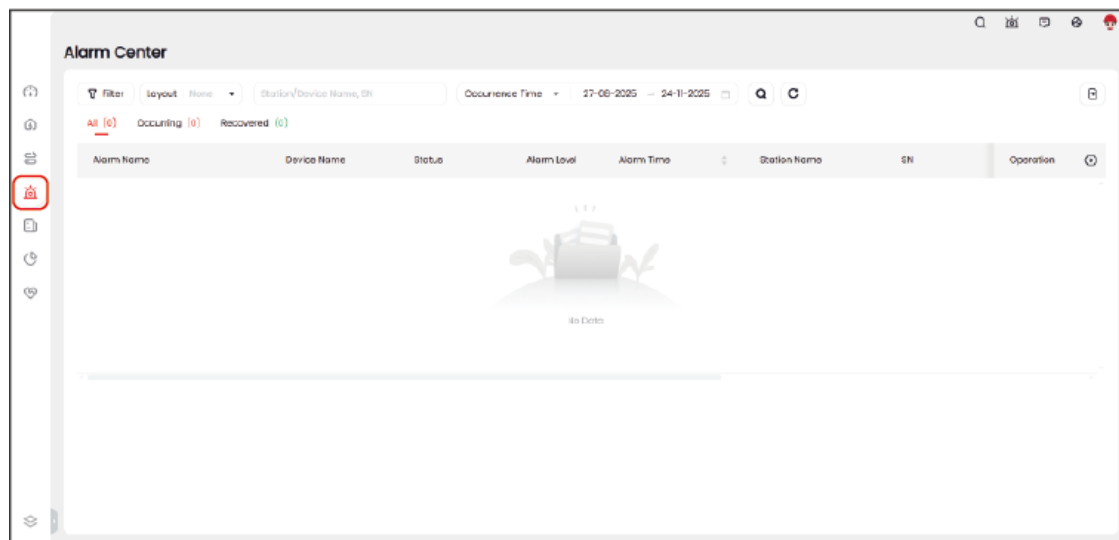 Alarm Center
Filter Layout None Station/Device Name, SN Occurrence Time 27-08-2025 — 24-11-2025
All (0) Occurring (0) Recovered (0)
Alarm Name Device Name Status Alarm Level Alarm Time Station Name SN Operation
No Data